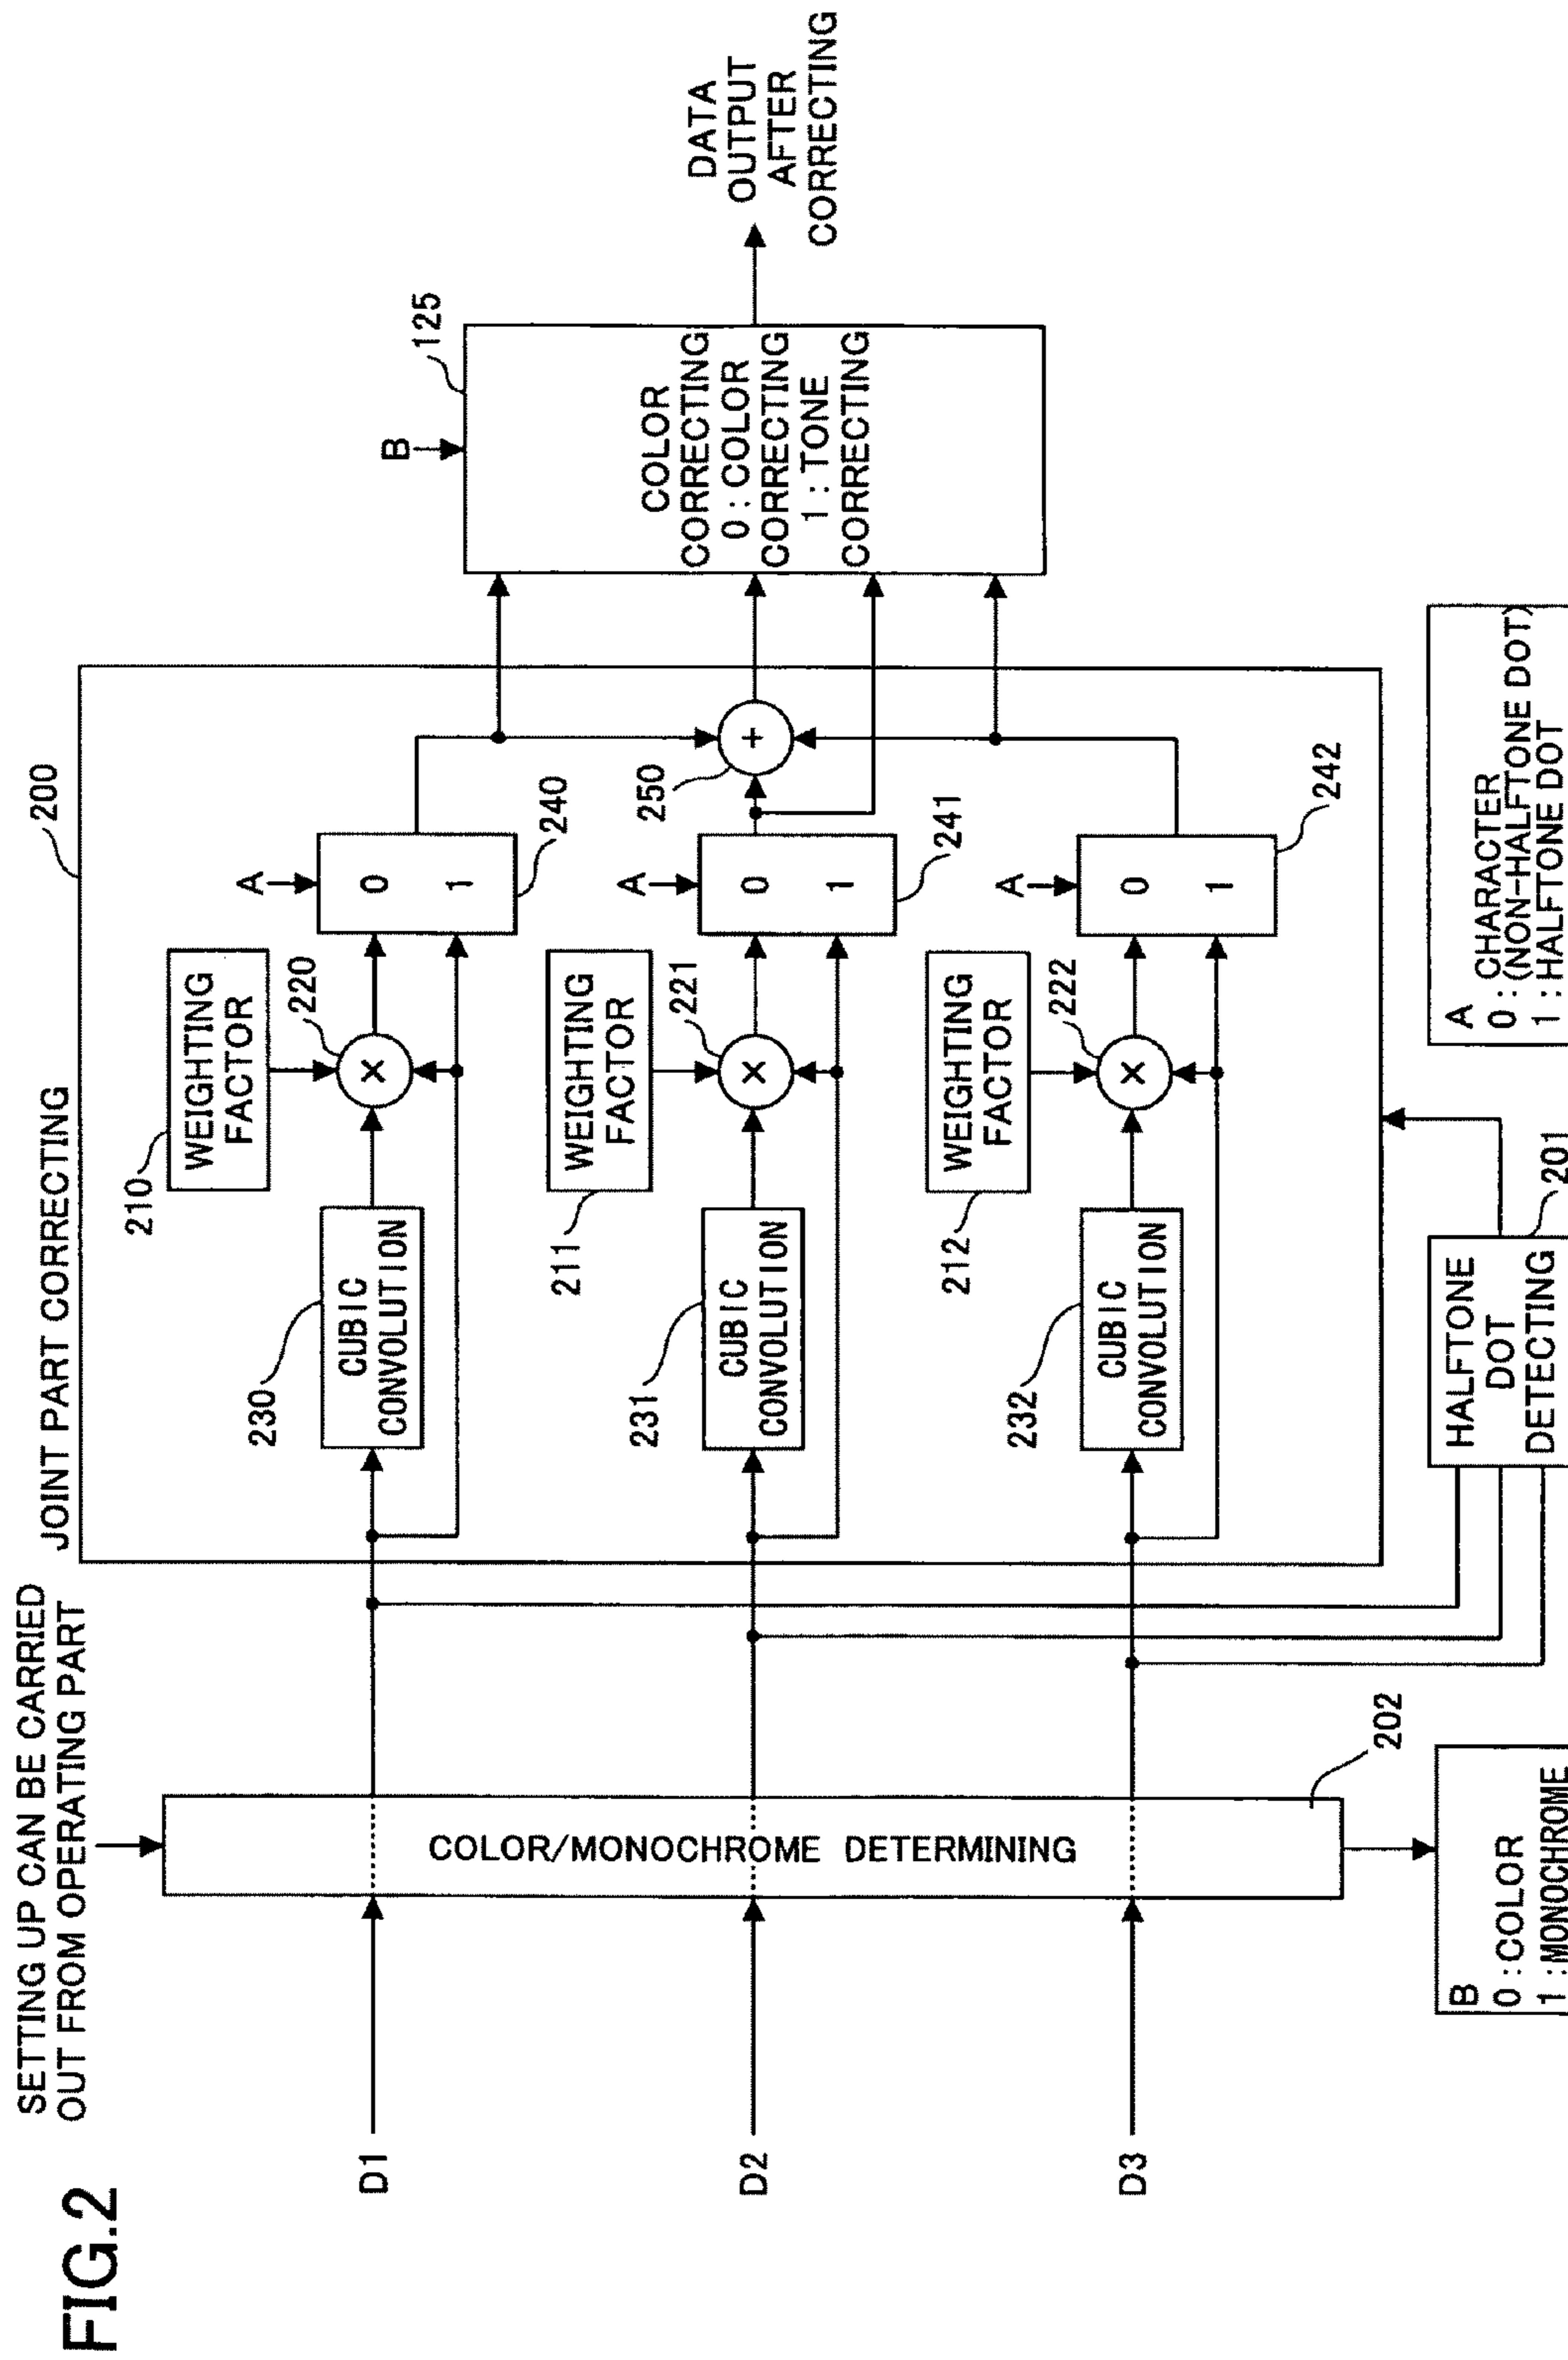 FIG.2
SETTING UP CAN BE CARRIED
OUT FROM OPERATING PART
JOINT PART CORRECTING
200
D1
D2
D3
COLOR/MONOCHROME DETERMINING
202
B
0 : COLOR
1 : MONOCHROME
230
CUBIC
CONVOLUTION
210
WEIGHTING
FACTOR
220
×
A
0
1
240
231
CUBIC
CONVOLUTION
211
WEIGHTING
FACTOR
221
×
A
0
1
241
232
CUBIC
CONVOLUTION
212
WEIGHTING
FACTOR
222
×
A
0
1
242
250
+
HALFTONE
DOT
DETECTING
201
A
0 : CHARACTER
(NON-HALFTONE DOT)
1 : HALFTONE DOT
B
125
COLOR
CORRECTING
0 : COLOR
CORRECTING
1 : TONE
CORRECTING
DATA
OUTPUT
AFTER
CORRECTING